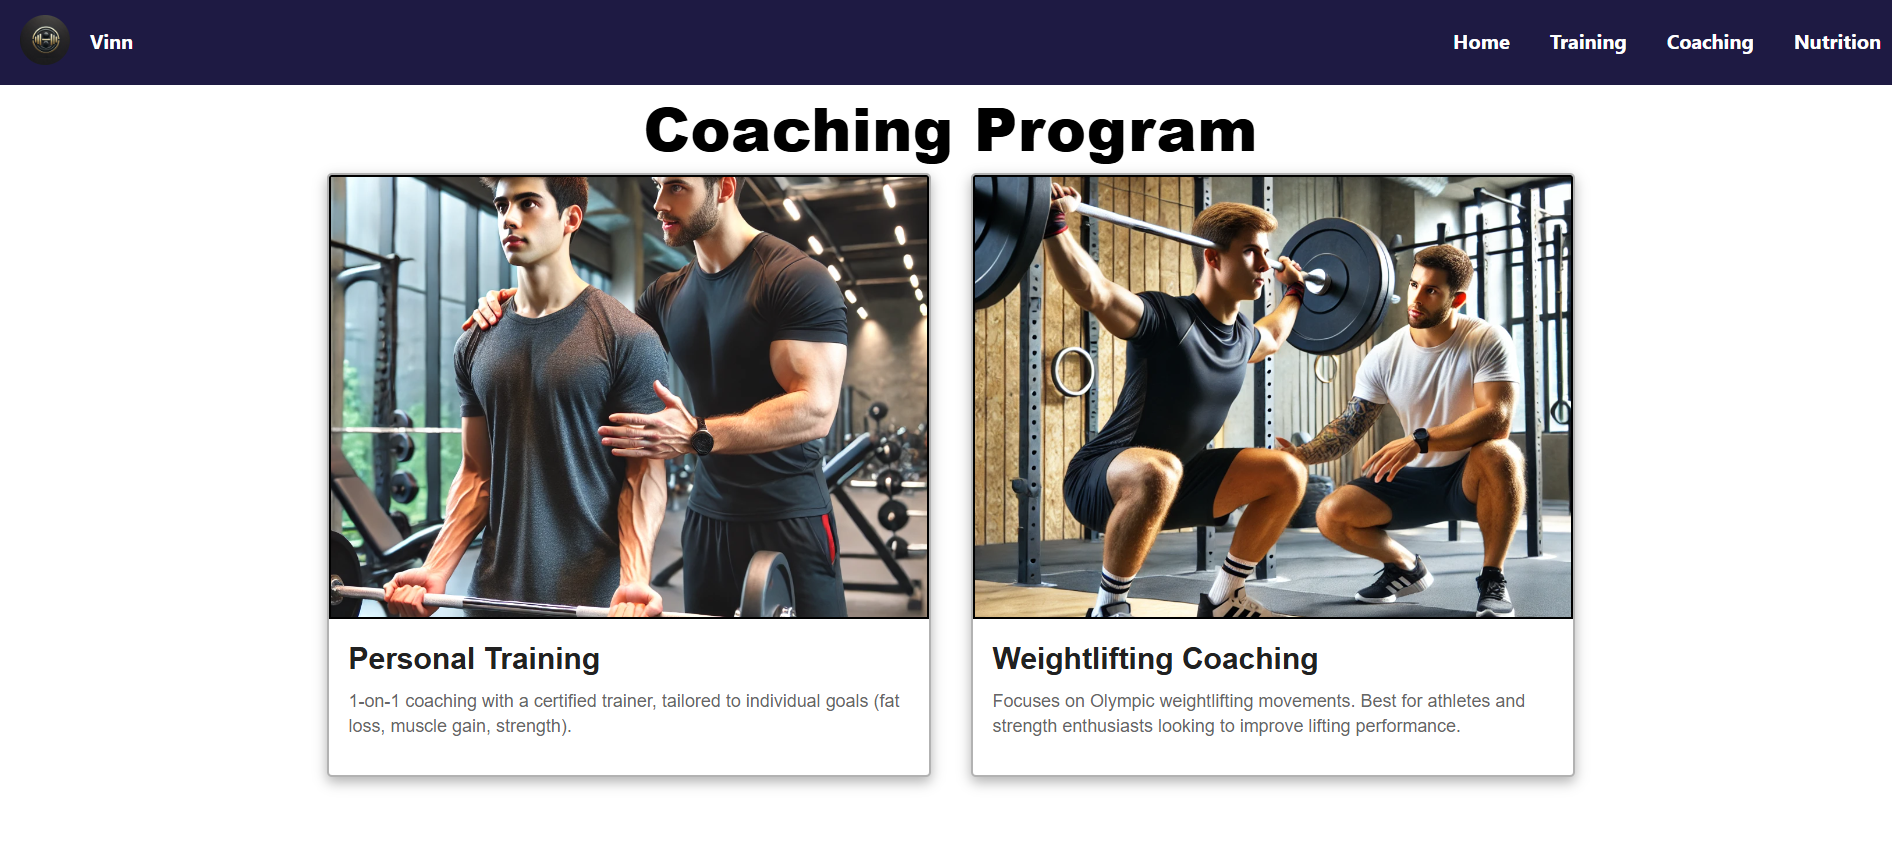 Vinn
Home
Training
Coaching
Nutrition
Coaching Program
Personal Training
1-on-1 coaching with a certified trainer, tailored to individual goals (fat
loss, muscle gain, strength).
Weightlifting Coaching
Focuses on Olympic weightlifting movements. Best for athletes and
strength enthusiasts looking to improve lifting performance.